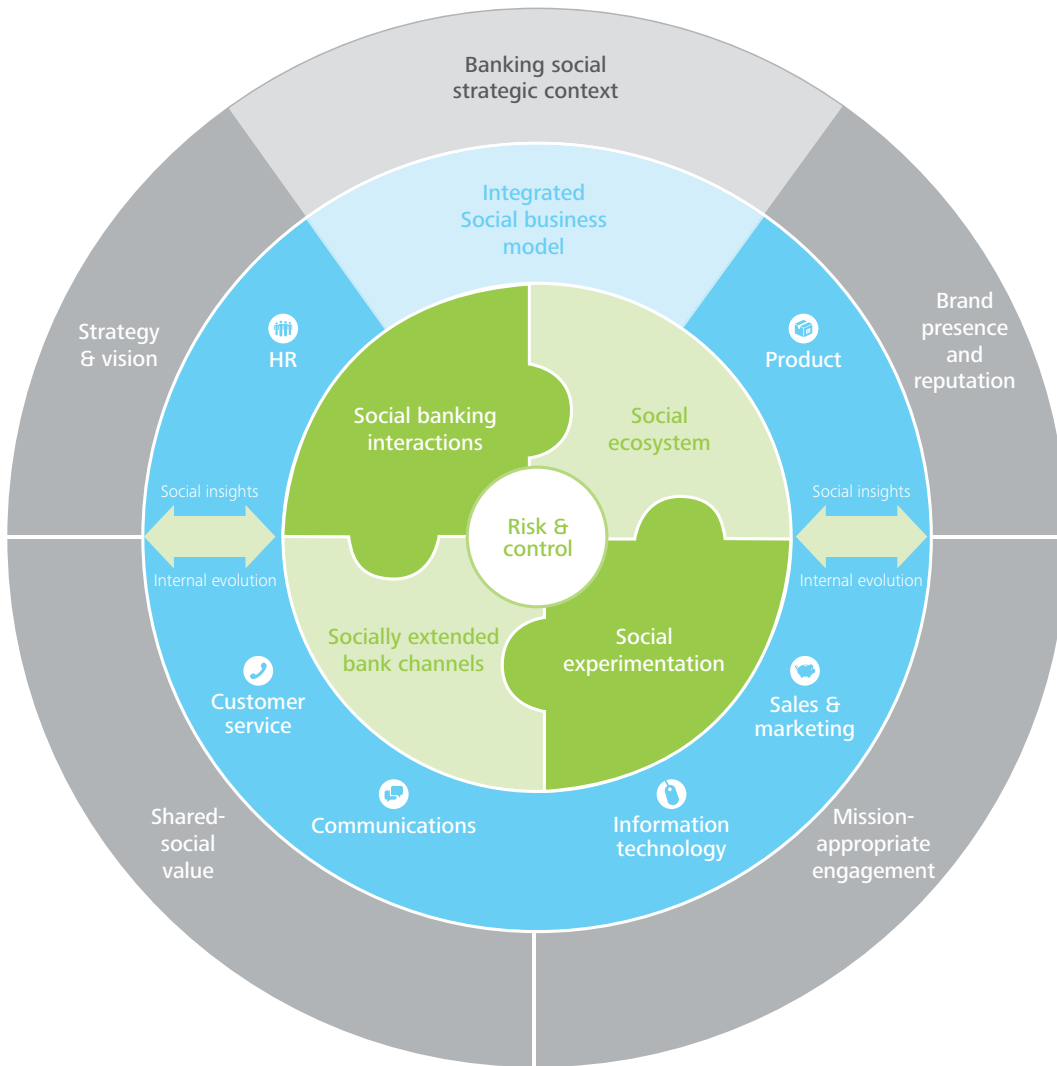 Banking social
strategic context
Integrated
Social business
model
Strategy
& vision
HR
Product
Brand
presence
and
reputation
Social banking
interactions
Social
ecosystem
Social insights
Internal evolution
Risk &
control
Social insights
Internal evolution
Socially extended
bank channels
Social
experimentation
Customer
service
Sales &
marketing
Communications
Information
technology
Shared-
social
value
Mission-
appropriate
engagement